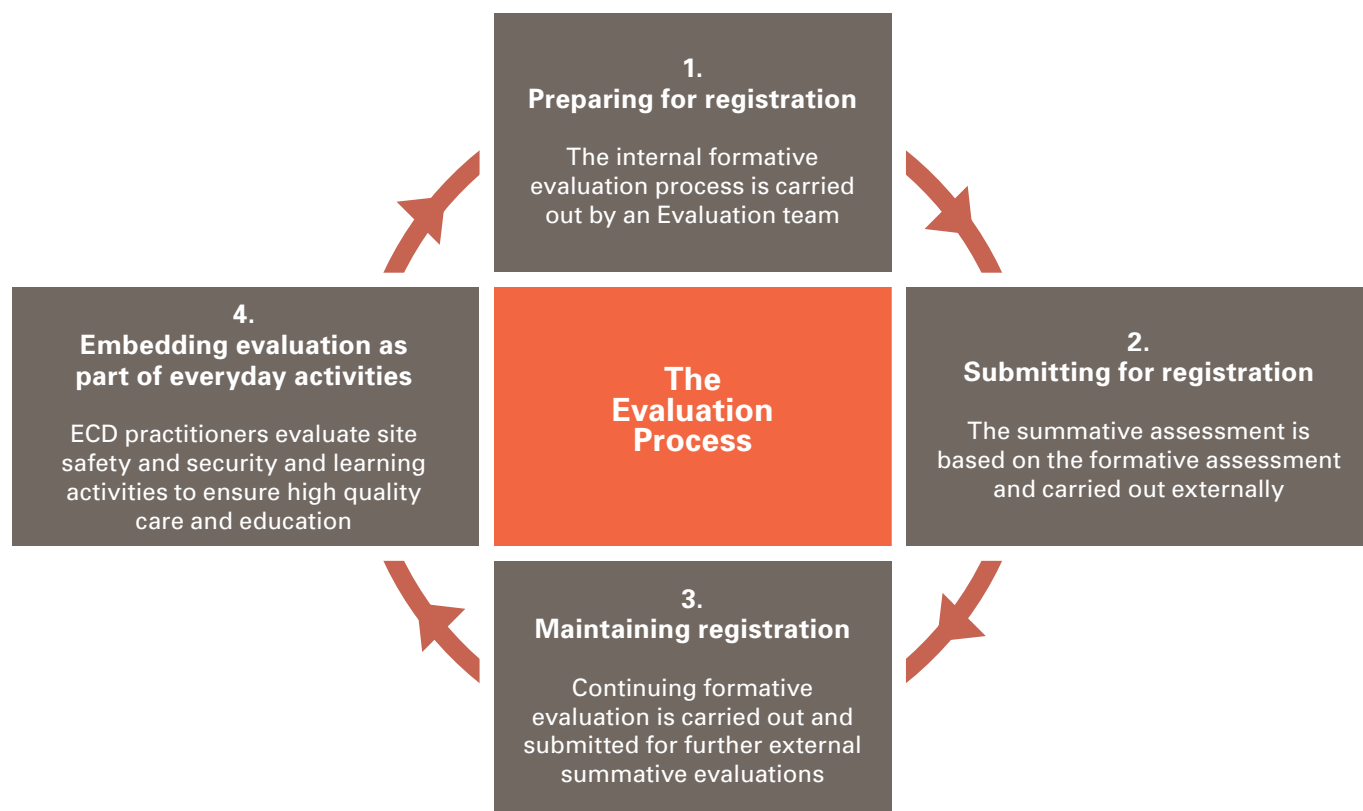 1.
Preparing for registration
The internal formative
evaluation process is carried
out by an Evaluation team
4.
Embedding evaluation as
part of everyday activities
ECD practitioners evaluate site
safety and security and learning
activities to ensure high quality
care and education
The
Evaluation
Process
2.
Submitting for registration
The summative assessment is
based on the formative assessment
and carried out externally
3.
Maintaining registration
Continuing formative
evaluation is carried out and
submitted for further external
summative evaluations